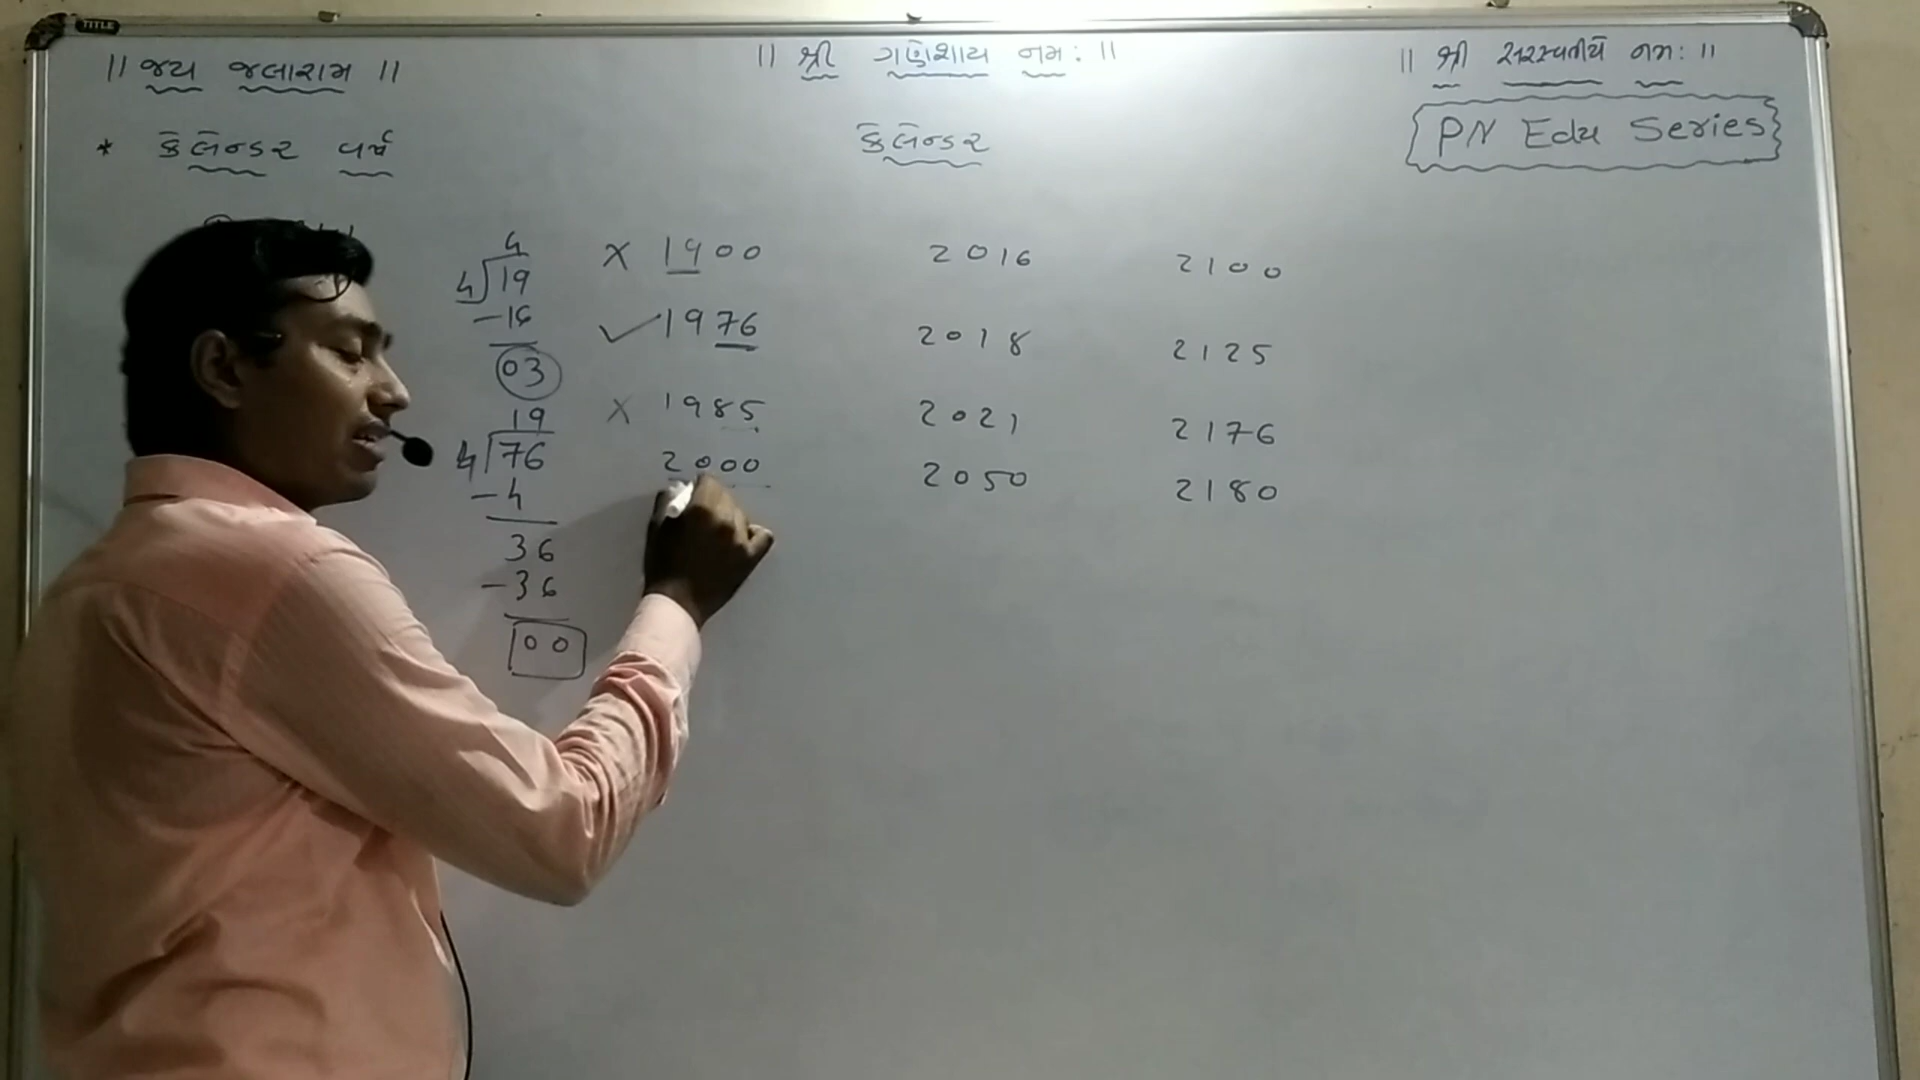 TITLE
|| જય જલારામ ||
|| શ્રી ગણેશાય નમ: ||
|| શ્રી સરસ્વતીયે નમ: ||
* કેલેન્ડર વર્ષ
કેલેન્ડર
PN Edu Series
4
4 19
-16
03
19
4 76
-4
36
-36
00
X 1900
✓ 1976
X 1985
2000
2016
2018
2021
2050
2100
2125
2176
2180